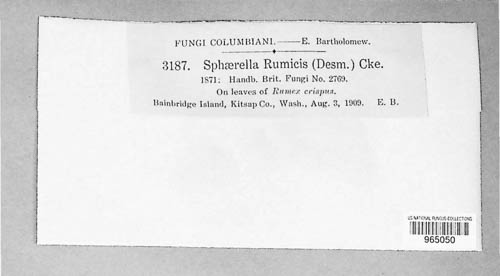 FUNGI COLUMBIANI.——E. Bartholomew.
3187. Sphærella Rumicis (Desm.) Cke.
1871: Handb. Brit. Fungi No. 2769.
On leaves of Rumex crispus.
Bainbridge Island, Kitsap Co., Wash., Aug. 3, 1909. E. B.
US NATIONAL FUNGUS COLLECTIONS
965050